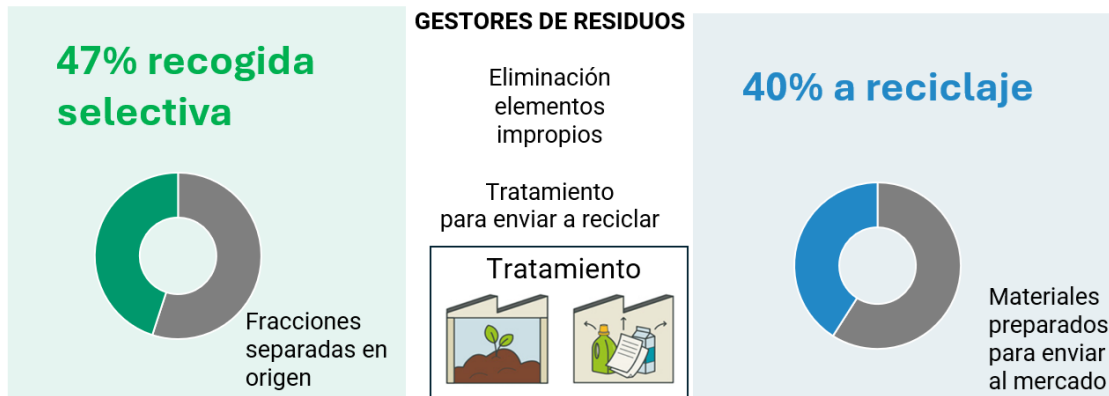 47% recogida
selectiva
Fracciones
separadas en
origen
GESTORES DE RESIDUOS
Eliminación
elementos
impropios
Tratamiento
para enviar a reciclar
Tratamiento
40% a reciclaje
Materiales
preparados
para enviar
al mercado